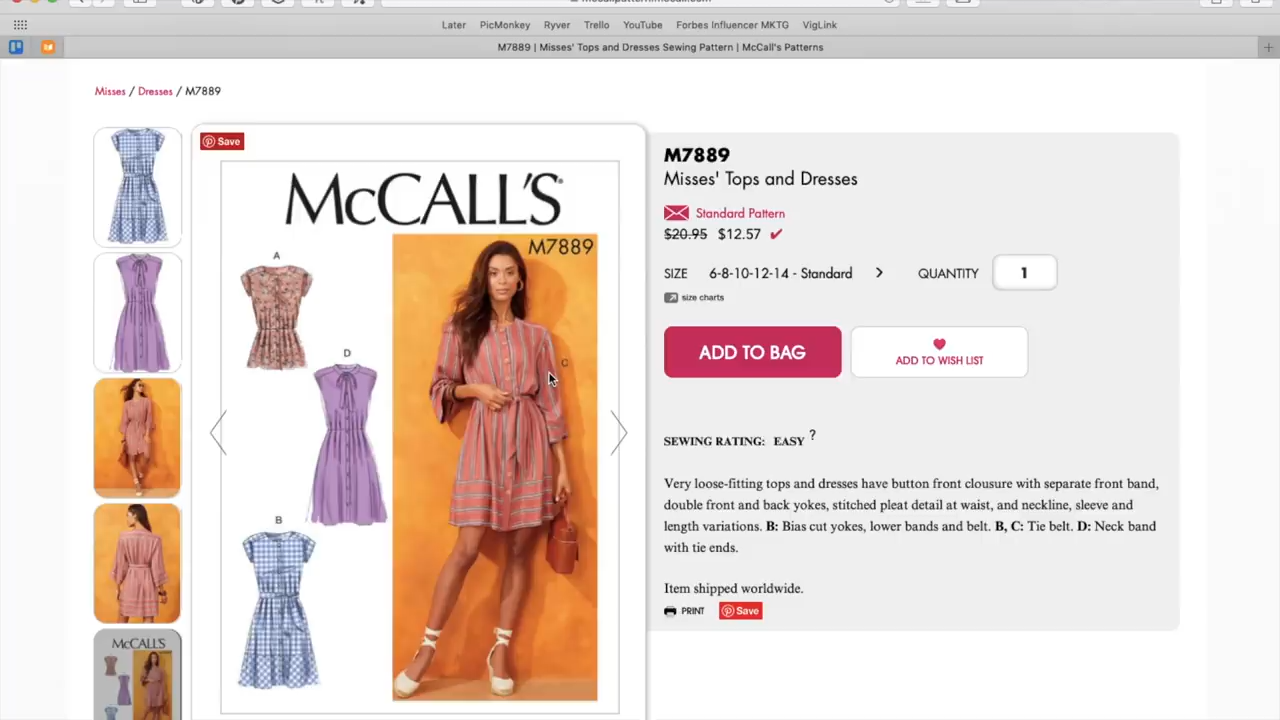 Later PicMonkey Ryver Trello YouTube Forbes Influencer MKTG VigLink
M7889 | Misses' Tops and Dresses Sewing Pattern | McCall's Patterns
Misses / Dresses / M7889
Save
McCALL'S
M7889
A
C
D
B
McCALL'S
M7889
Misses' Tops and Dresses
Standard Pattern
$20.95 $12.57
SIZE 6-8-10-12-14 - Standard QUANTITY 1
size charts
ADD TO BAG
ADD TO WISH LIST
SEWING RATING: EASY ?
Very loose-fitting tops and dresses have button front clousure with separate front band,
double front and back yokes, stitched pleat detail at waist, and neckline, sleeve and
length variations. B: Bias cut yokes, lower bands and belt. B, C: Tie belt. D: Neck band
with tie ends.
Item shipped worldwide.
PRINT Save